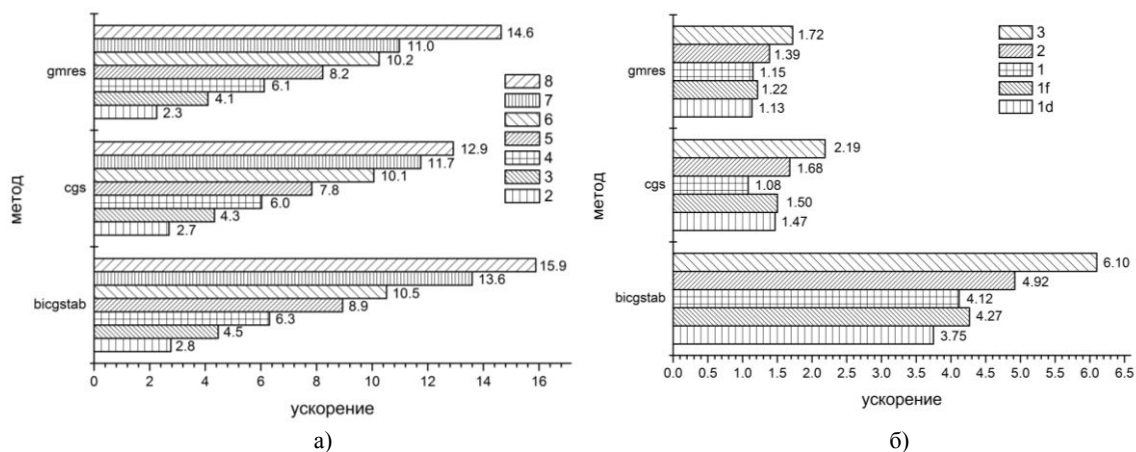 14.6
11.0
10.2
8.2
6.1
4.1
2.3
gmres
12.9
11.7
10.1
7.8
6.0
4.3
2.7
cgs
15.9
13.6
10.5
8.9
6.3
4.5
2.8
bicgstab
8
7
6
5
4
3
2
метод
0 2 4 6 8 10 12 14 16
ускорение
а)
1.72
1.39
1.15
1.22
1.13
gmres
2.19
1.68
1.08
1.50
1.47
cgs
6.10
4.92
4.12
4.27
3.75
bicgstab
3
2
1
1f
1d
метод
0.0 0.5 1.0 1.5 2.0 2.5 3.0 3.5 4.0 4.5 5.0 5.5 6.0 6.5
ускорение
б)